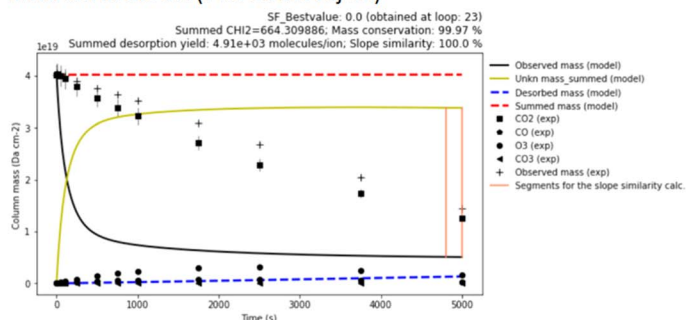 SF_Bestvalue: 0.0 (obtained at loop: 23)
Summed CHI2=664.309886; Mass conservation: 99.97 %
Summed desorption yield: 4.91e+03 molecules/ion; Slope similarity: 100.0 %
1e19
4
3
2
1
0
Column mass (Da cm-2)
0
1000
2000
3000
4000
5000
Time (s)
Observed mass (model)
Unkn mass_summed (model)
Desorbed mass (model)
Summed mass (model)
CO2 (exp)
CO (exp)
O3 (exp)
CO3 (exp)
Observed mass (exp)
Segments for the slope similarity calc.